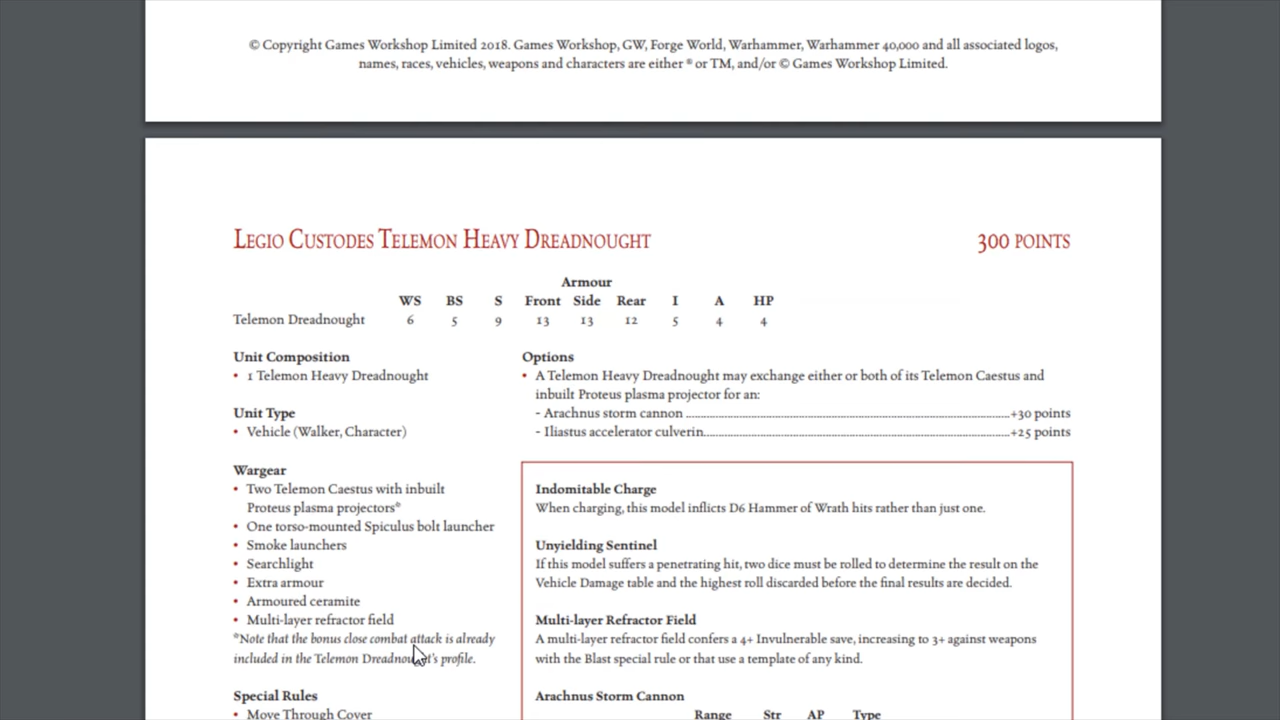 © Copyright Games Workshop Limited 2018. Games Workshop, GW, Forge World, Warhammer, Warhammer 40,000 and all associated logos,
names, races, vehicles, weapons and characters are either ® or TM, and/or © Games Workshop Limited.
Legio Custodes Telemon Heavy Dreadnought 300 points
Armour
WS BS S Front Side Rear I A HP
Telemon Dreadnought 6 5 9 13 13 12 5 4 4
Unit Composition
• 1 Telemon Heavy Dreadnought
Unit Type
• Vehicle (Walker, Character)
Wargear
• Two Telemon Caestus with inbuilt
Proteus plasma projectors*
• One torso-mounted Spiculus bolt launcher
• Smoke launchers
• Searchlight
• Extra armour
• Armoured ceramite
• Multi-layer refractor field
*Note that the bonus close combat attack is already
included in the Telemon Dreadnought's profile.
Special Rules
• Move Through Cover
Options
• A Telemon Heavy Dreadnought may exchange either or both of its Telemon Caestus and
inbuilt Proteus plasma projector for an:
- Arachnus storm cannon ........ +30 points
- Iliastus accelerator culverin ........ +25 points
Indomitable Charge
When charging, this model inflicts D6 Hammer of Wrath hits rather than just one.
Unyielding Sentinel
If this model suffers a penetrating hit, two dice must be rolled to determine the result on the
Vehicle Damage table and the highest roll discarded before the final results are decided.
Multi-layer Refractor Field
A multi-layer refractor field confers a 4+ Invulnerable save, increasing to 3+ against weapons
with the Blast special rule or that use a template of any kind.
Arachnus Storm Cannon
Range Str AP Type